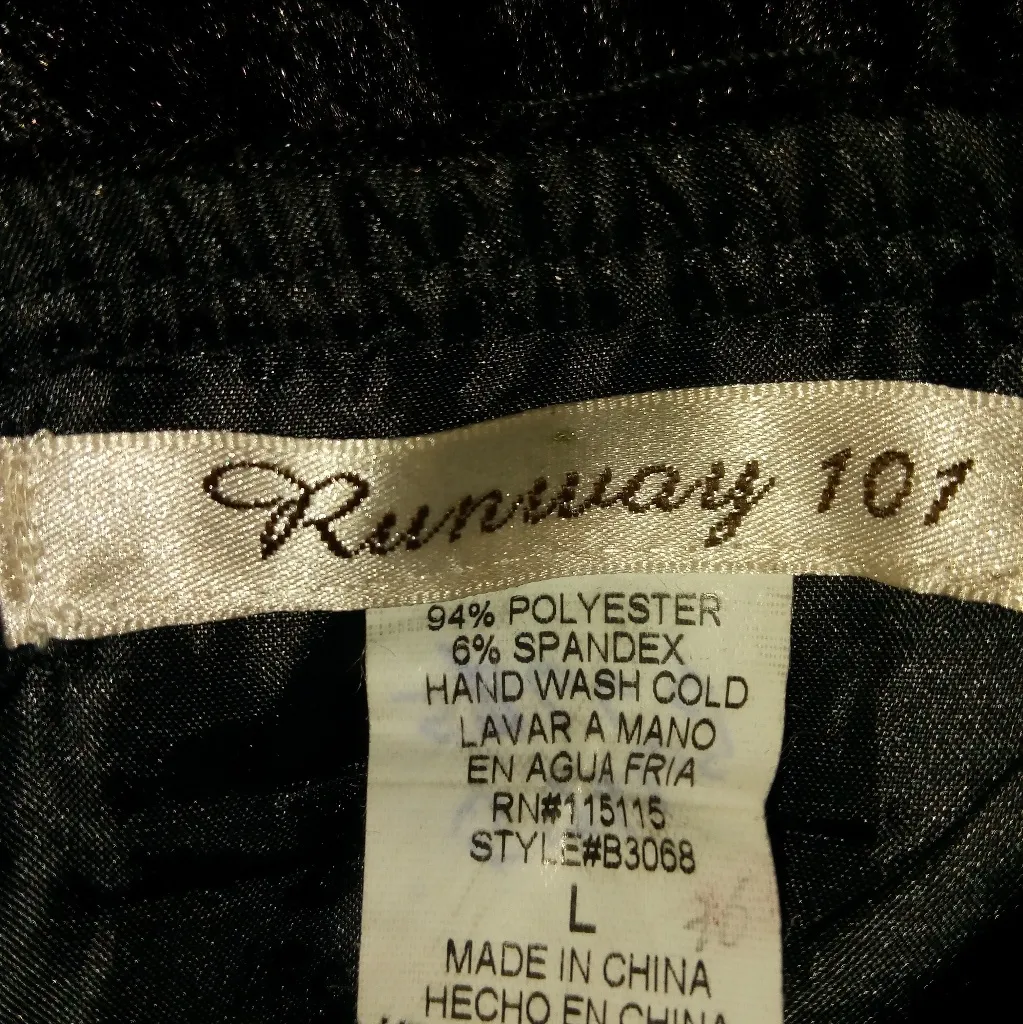 Runway 101
94% POLYESTER
6% SPANDEX
HAND WASH COLD
LAVAR A MANO
EN AGUA FRIA
RN#115115
STYLE#B3068
L
MADE IN CHINA
HECHO EN CHINA